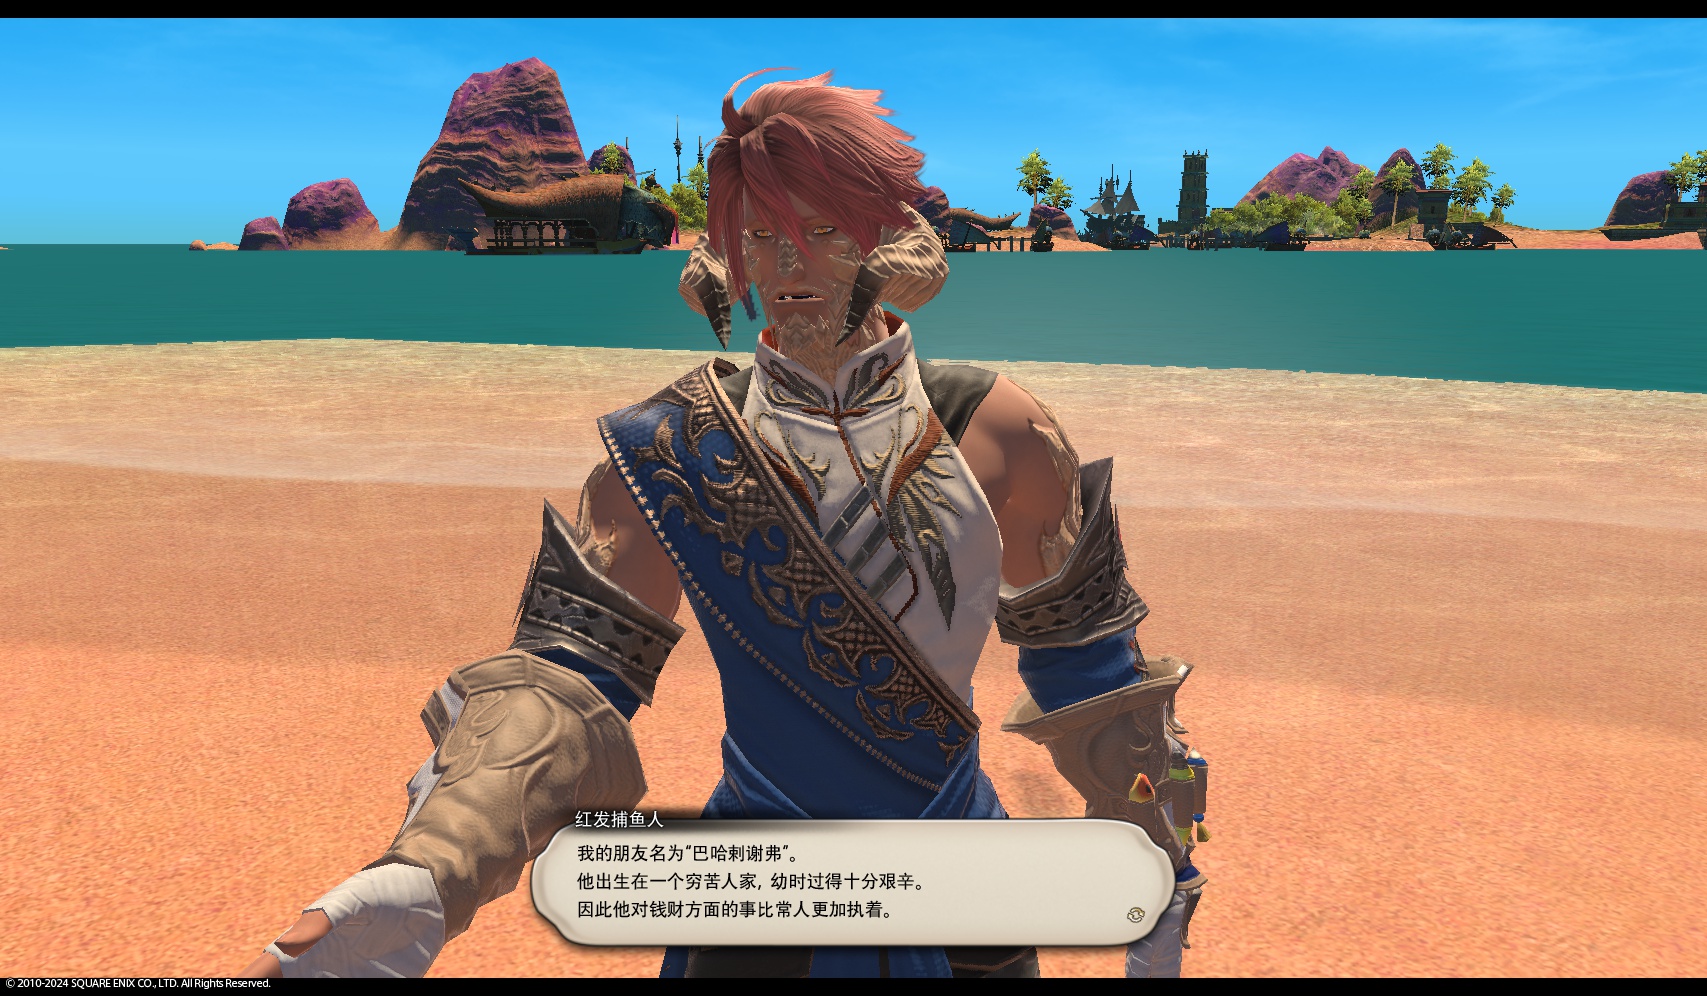 红发捕鱼人
我的朋友名为“巴哈剌谢弗”。
他出生在一个穷苦人家，幼时过得十分艰辛。
因此他对钱财方面的事比常人更加执着。
© 2010-2024 SQUARE ENIX CO., LTD. All Rights Reserved.